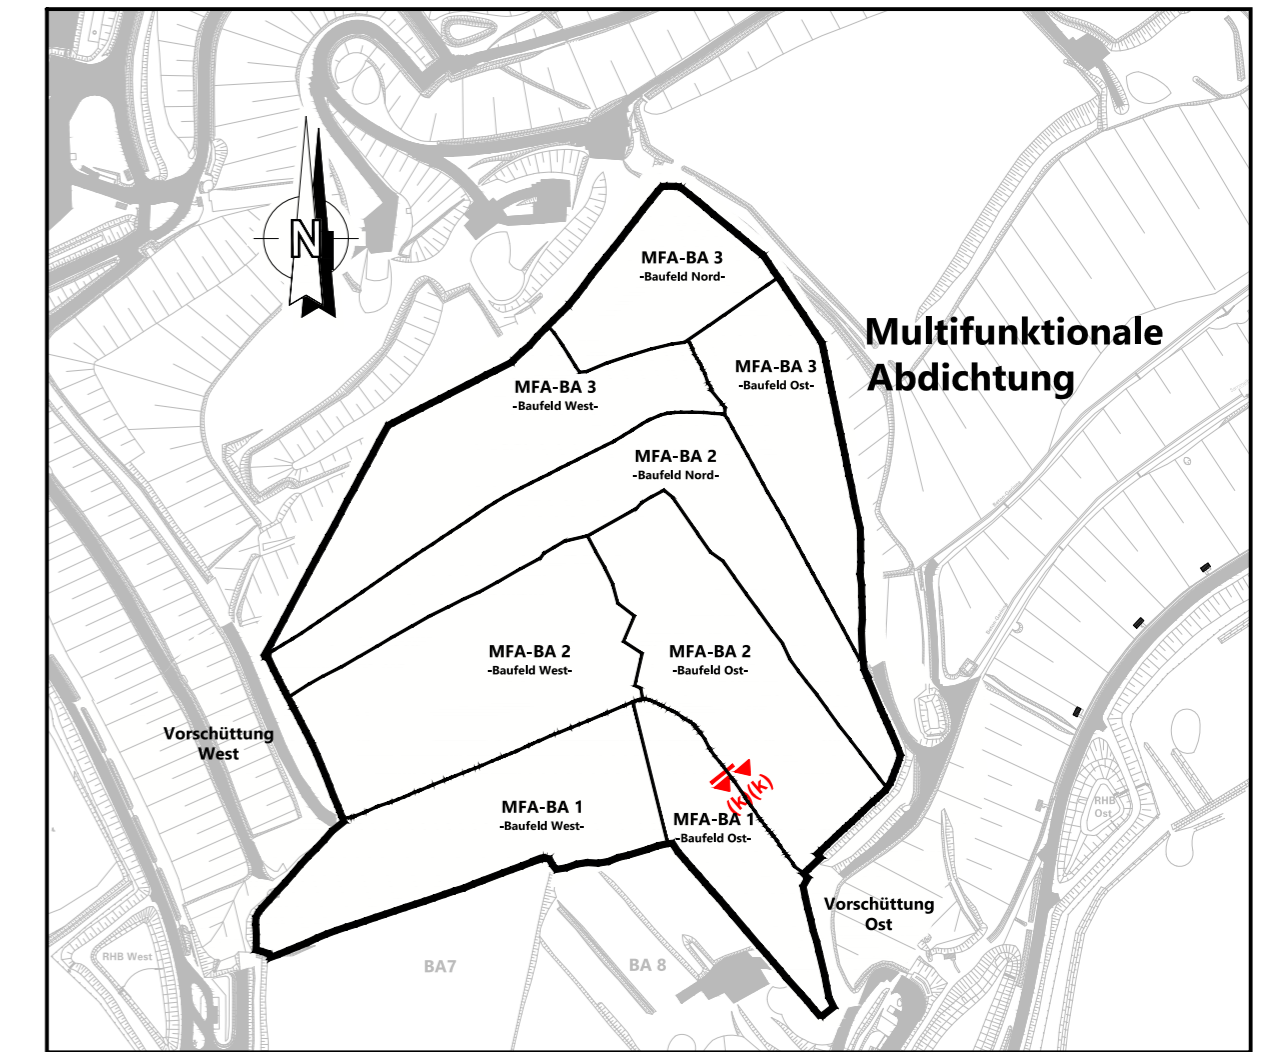 N
MFA-BA 3
-Baufeld Nord-
Multifunktionale
Abdichtung
MFA-BA 3
-Baufeld Ost-
MFA-BA 3
-Baufeld West-
MFA-BA 2
-Baufeld Nord-
MFA-BA 2
-Baufeld West-
MFA-BA 2
-Baufeld Ost-
Vorschüttung
West
(k)
(k)
MFA-BA 1
-Baufeld West-
MFA-BA 1
-Baufeld Ost-
RHB
Ost
Vorschüttung
Ost
RHB West
BA7
BA 8